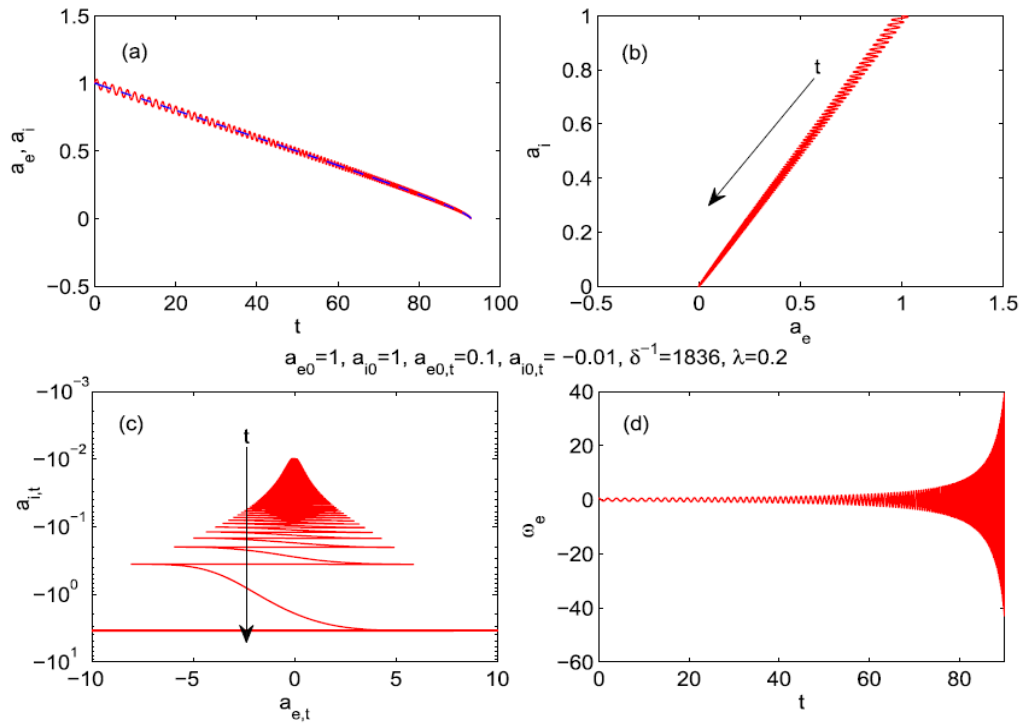 1.5
1
0.5
0
−0.5
(a)
a_e, a_i
0
20
40
60
80
100
t
1
0.8
0.6
0.4
0.2
0
(b)
t
a_i
−0.5
0
0.5
1
1.5
a_e
a_e0=1, a_i0=1, a_e0,t=0.1, a_i0,t= −0.01, δ^−1=1836, λ=0.2
−10^−3
−10^−2
−10^−1
−10^0
−10^1
(c)
t
a_i,t
−10
−5
0
5
10
a_e,t
40
20
0
−20
−40
−60
(d)
ω_e
0
20
40
60
80
t